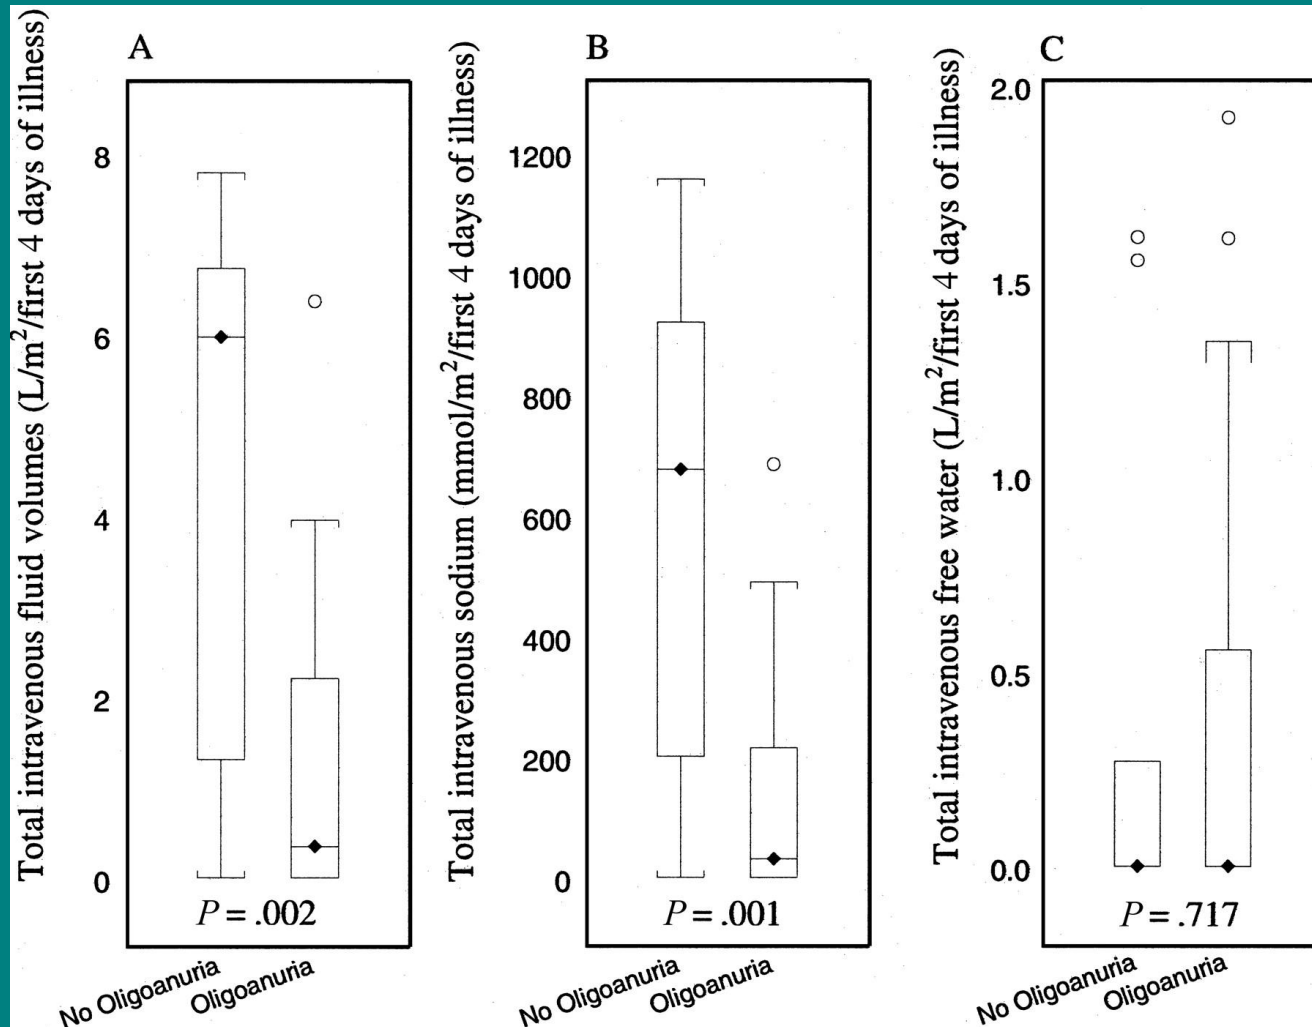 A
Total intravenous fluid volumes (L/m²/first 4 days of illness)
8
6
4
2
0
P = .002
No Oligoanuria
Oligoanuria
B
Total intravenous sodium (mmol/m²/first 4 days of illness)
1200
1000
800
600
400
200
0
P = .001
No Oligoanuria
Oligoanuria
C
Total intravenous free water (L/m²/first 4 days of illness)
2.0
1.5
1.0
0.5
0.0
P = .717
No Oligoanuria
Oligoanuria